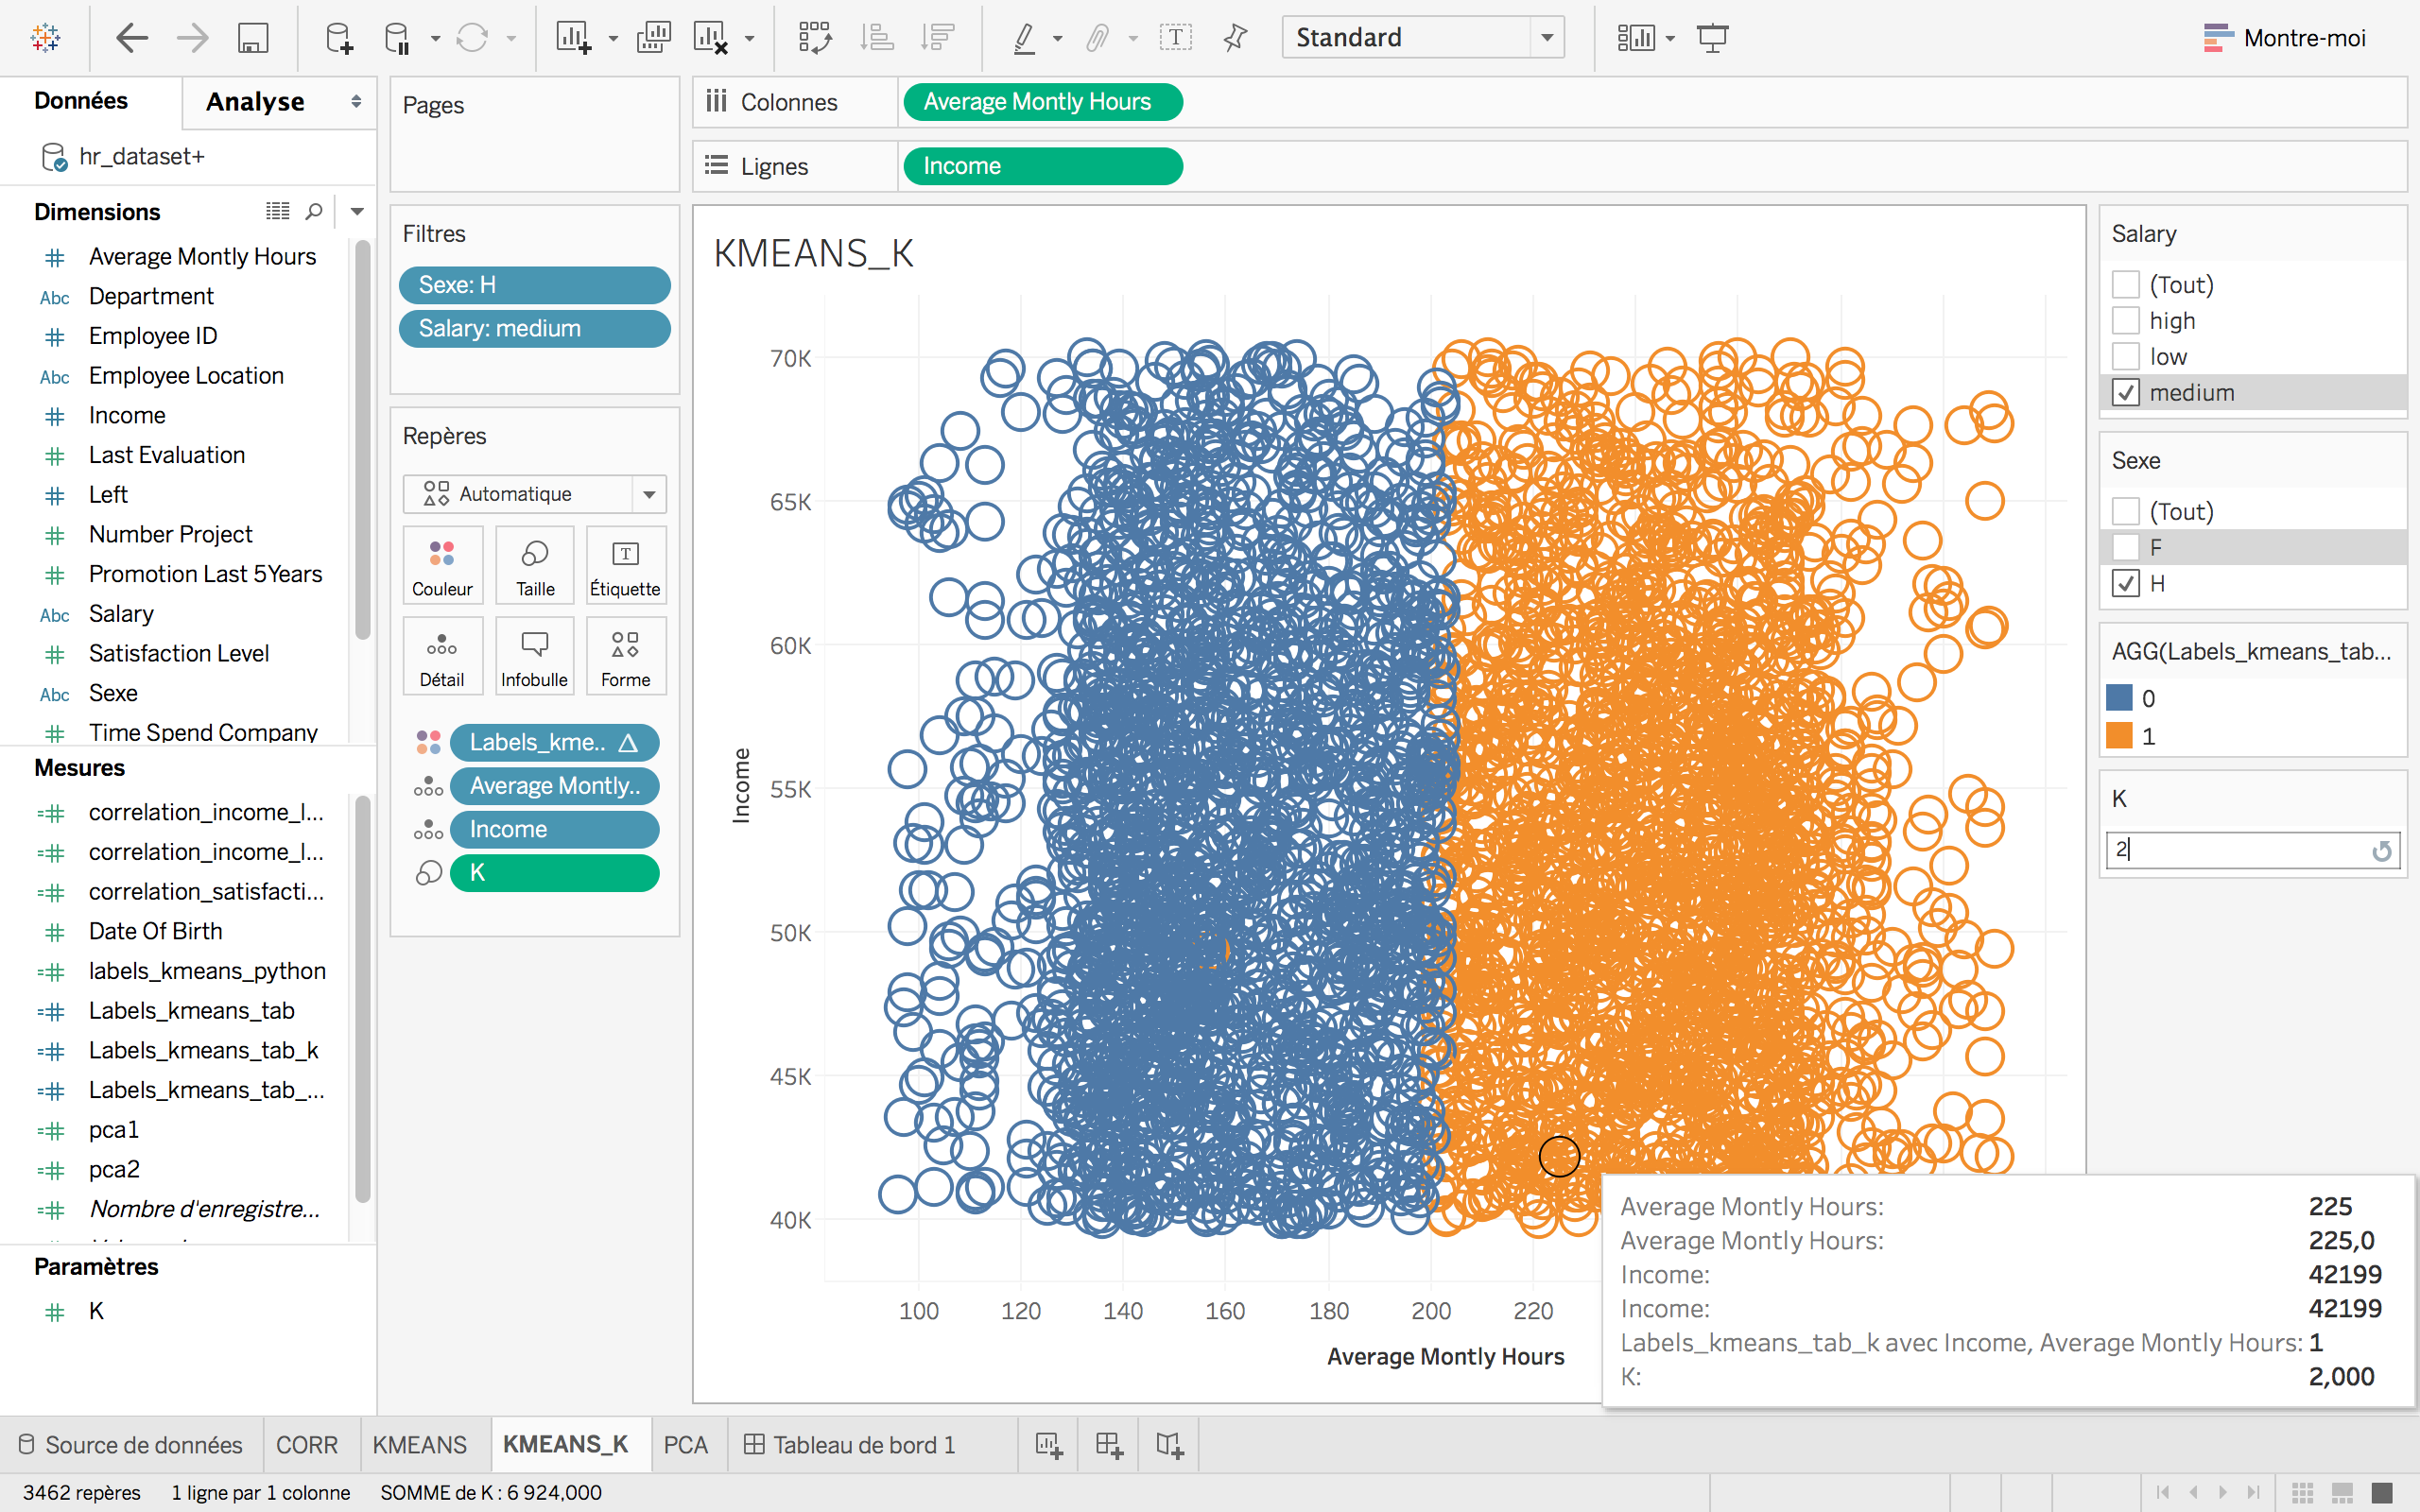 Standard
Montre-moi
Données
Analyse
hr_dataset+
Dimensions
Average Montly Hours
Abc Department
Employee ID
Abc Employee Location
Income
Last Evaluation
Left
Number Project
Promotion Last 5Years
Abc Salary
Satisfaction Level
Abc Sexe
Time Spend Company
Mesures
correlation_income_l...
correlation_income_l...
correlation_satisfacti...
Date Of Birth
labels_kmeans_python
Labels_kmeans_tab
Labels_kmeans_tab_k
Labels_kmeans_tab_...
pca1
pca2
Nombre d'enregistre...
Paramètres
K
Pages
Filtres
Sexe: H
Salary: medium
Repères
Automatique
Couleur
Taille
Étiquette
Détail
Infobulle
Forme
Labels_kme..
Average Montly..
Income
K
Colonnes
Average Montly Hours
Lignes
Income
KMEANS_K
70K
65K
60K
55K
50K
45K
40K
Income
100 120 140 160 180 200 220
Average Montly Hours
Average Montly Hours: 225
Average Montly Hours: 225,0
Income: 42199
Income: 42199
Labels_kmeans_tab_k avec Income, Average Montly Hours: 1
K: 2,000
Salary
(Tout)
high
low
medium
Sexe
(Tout)
F
H
AGG(Labels_kmeans_tab...
0
1
K
2
Source de données
CORR
KMEANS
KMEANS_K
PCA
Tableau de bord 1
3462 repères
1 ligne par 1 colonne
SOMME de K : 6 924,000